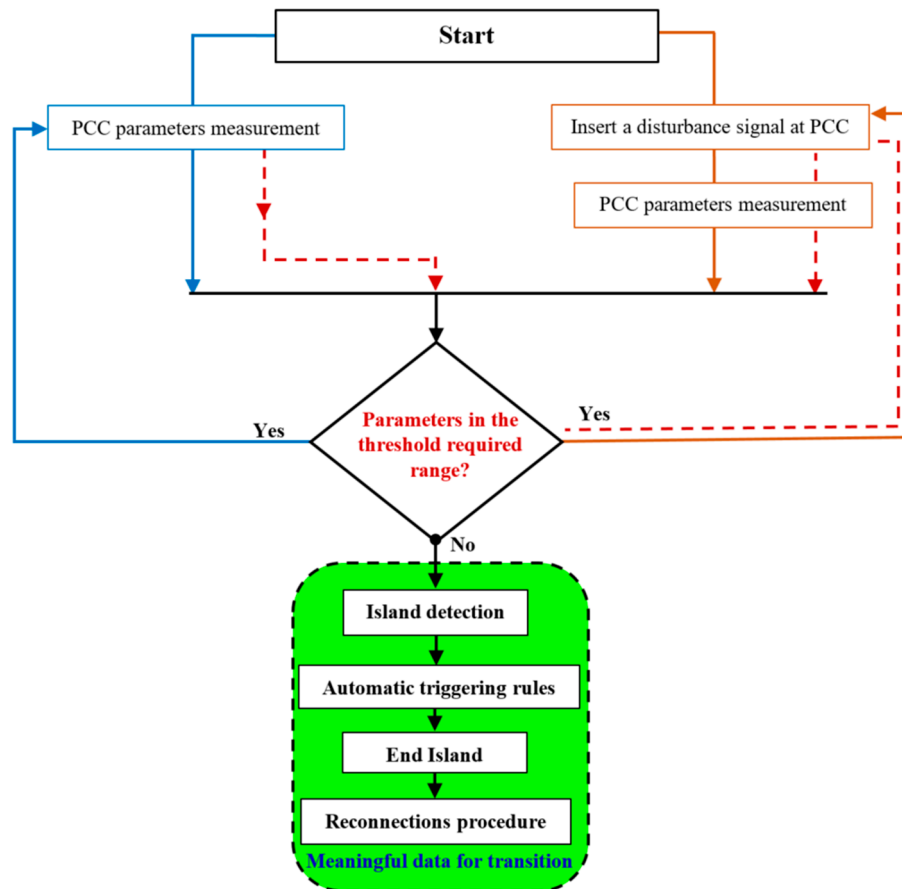 Start
PCC parameters measurement
Insert a disturbance signal at PCC
PCC parameters measurement
Parameters in the
threshold required
range?
Yes
Yes
No
Island detection
Automatic triggering rules
End Island
Reconnections procedure
Meaningful data for transition